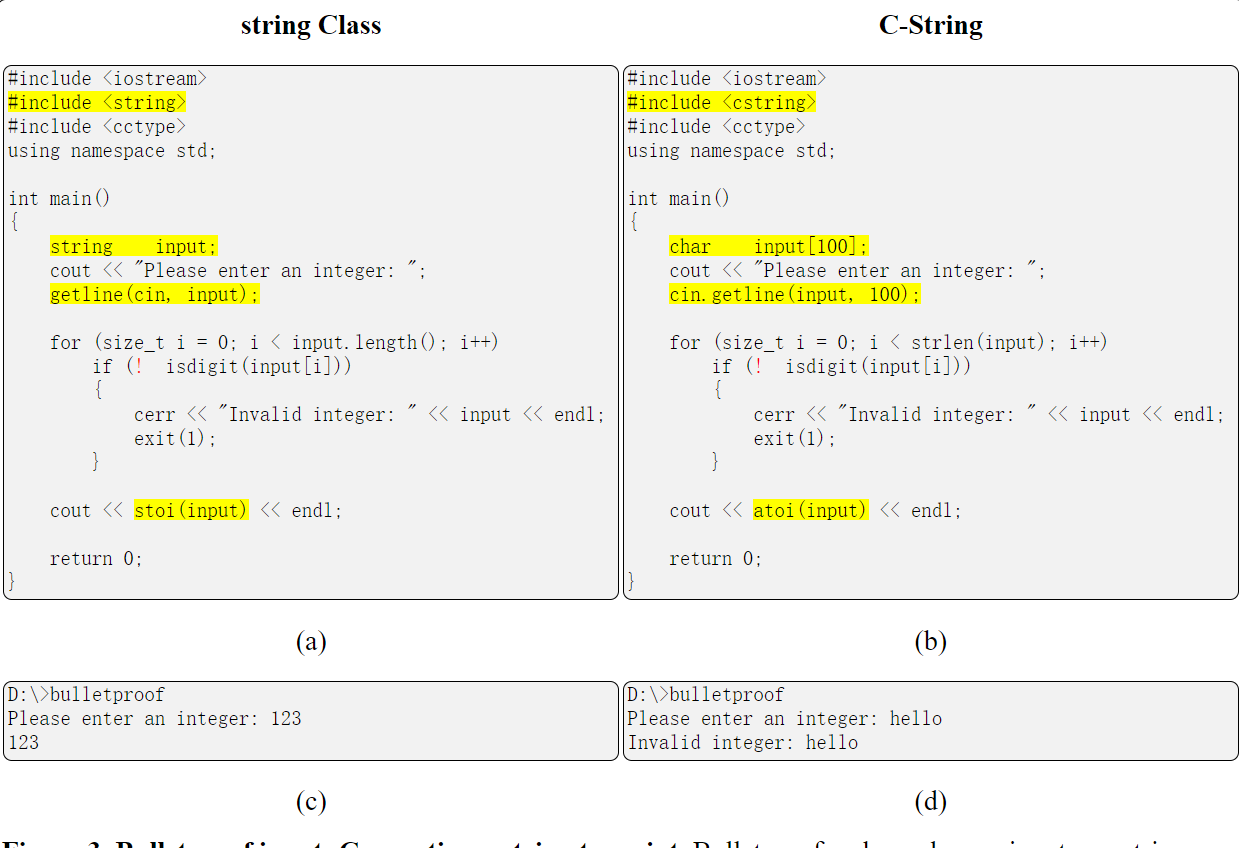 string Class
#include <iostream>
#include <string>
#include <cctype>
using namespace std;

int main()
{
    string    input;
    cout << "Please enter an integer: ";
    getline(cin, input);

    for (size_t i = 0; i < input.length(); i++)
        if (!  isdigit(input[i]))
        {
            cerr << "Invalid integer: " << input << endl;
            exit(1);
        }

    cout << stoi(input) << endl;

    return 0;
}
(a)
C-String
#include <iostream>
#include <cstring>
#include <cctype>
using namespace std;

int main()
{
    char    input[100];
    cout << "Please enter an integer: ";
    cin.getline(input, 100);

    for (size_t i = 0; i < strlen(input); i++)
        if (!  isdigit(input[i]))
        {
            cerr << "Invalid integer: " << input << endl;
            exit(1);
        }

    cout << atoi(input) << endl;

    return 0;
}
(b)
D:\>bulletproof
Please enter an integer: 123
123
(c)
D:\>bulletproof
Please enter an integer: hello
Invalid integer: hello
(d)